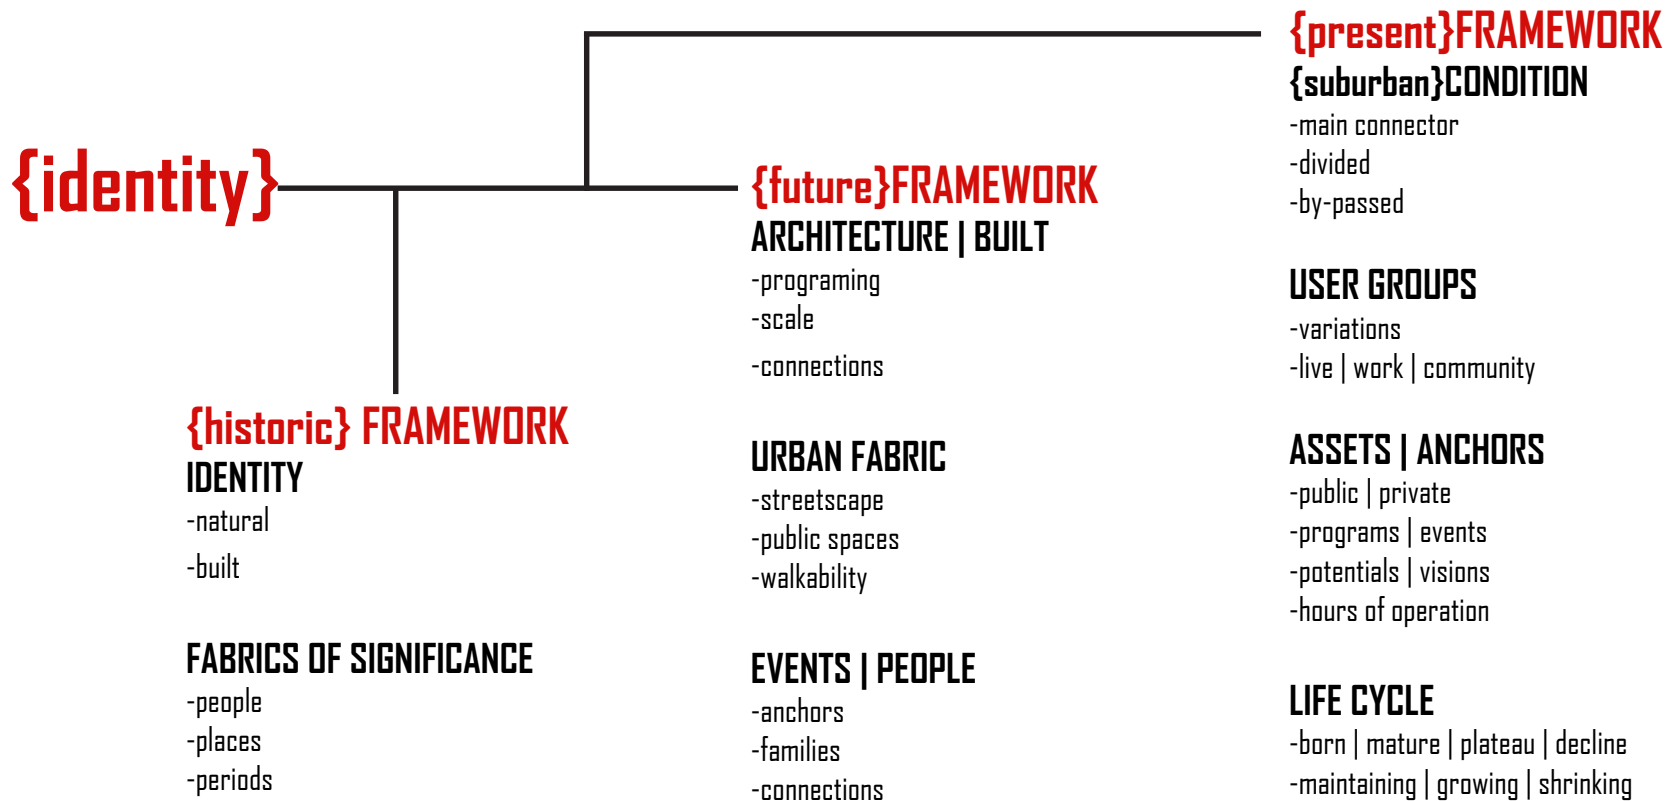 {identity}
{historic} FRAMEWORK
IDENTITY
-natural
-built
FABRICS OF SIGNIFICANCE
-people
-places
-periods
{future}FRAMEWORK
ARCHITECTURE | BUILT
-programing
-scale
-connections
URBAN FABRIC
-streetscape
-public spaces
-walkability
EVENTS | PEOPLE
-anchors
-families
-connections
{present}FRAMEWORK
{suburban}CONDITION
-main connector
-divided
-by-passed
USER GROUPS
-variations
-live | work | community
ASSETS | ANCHORS
-public | private
-programs | events
-potentials | visions
-hours of operation
LIFE CYCLE
-born | mature | plateau | decline
-maintaining | growing | shrinking